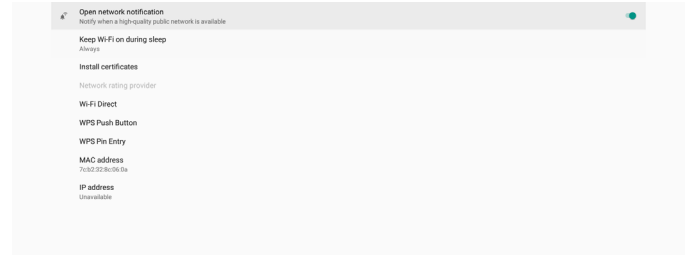 Open network notification
Notify when a high-quality public network is available
Keep Wi-Fi on during sleep
Always
Install certificates
Network rating provider
Wi-Fi Direct
WPS Push Button
WPS Pin Entry
MAC address
7c:b2:32:8c:06:0a
IP address
Unavailable